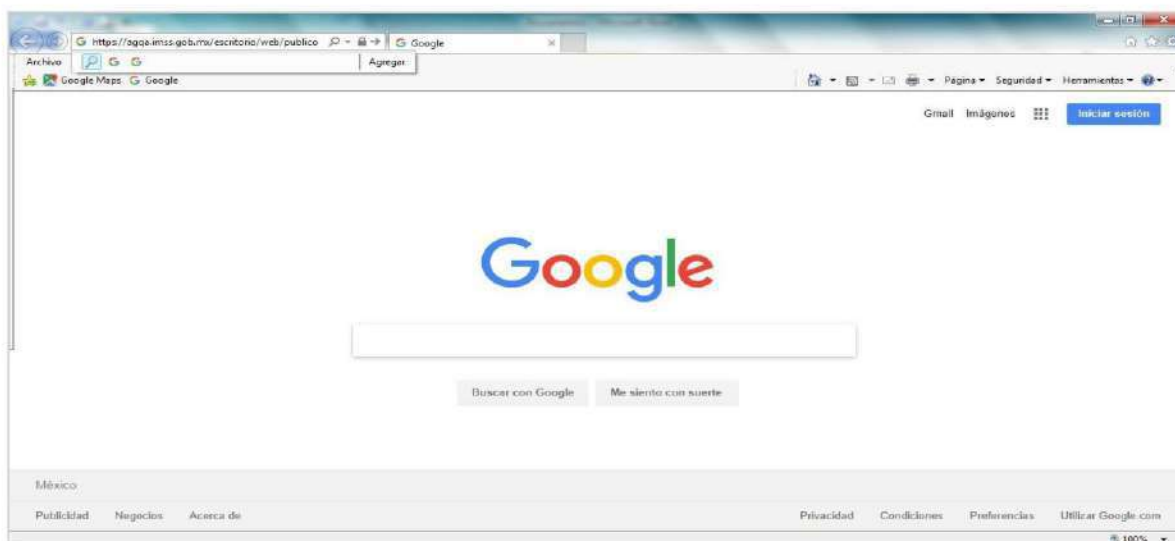 https://agqa.imss.gob.mx/escritorio/web/publico Google
Archivo Agregar
Google Maps Google Página Seguridad Herramientas
Gmail Imágenes Iniciar sesión
Google
Buscar con Google Me siento con suerte
México
Publicidad Negocios Acerca de Privacidad Condiciones Preferencias Utilizar Google.com
100%